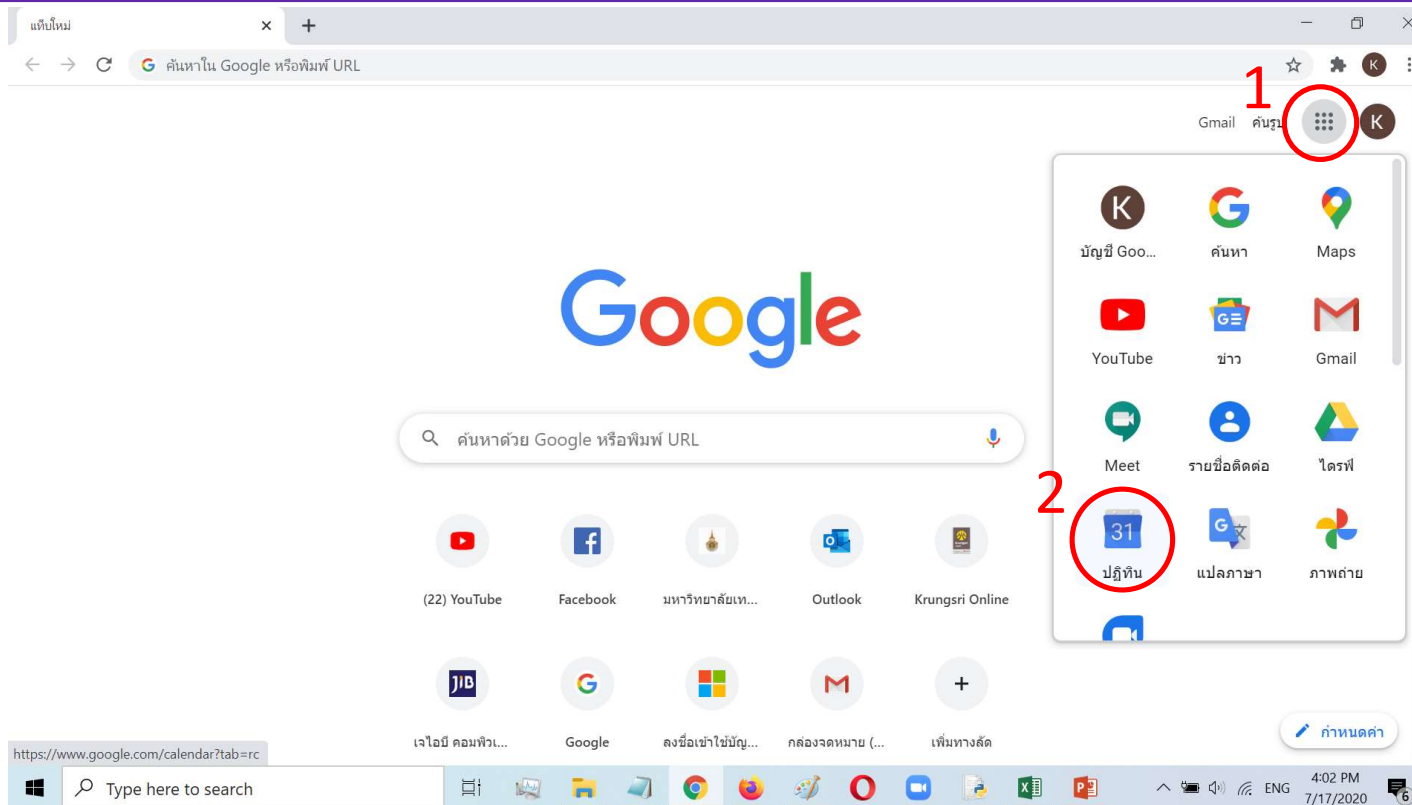 แท็บใหม่
ค้นหาใน Google หรือพิมพ์ URL
K
1
Gmail ค้นรูป
K
K
บัญชี Goo...
ค้นหา
Maps
YouTube
ข่าว
Gmail
Google
ค้นหาด้วย Google หรือพิมพ์ URL
Meet
รายชื่อติดต่อ
ไดรฟ์
2
31
ปฏิทิน
แปลภาษา
ภาพถ่าย
(22) YouTube
Facebook
มหาวิทยาลัยเท...
Outlook
Krungsri Online
JIB
เจไอบี คอมพิวเ...
Google
ลงชื่อเข้าใช้บัญ...
กล่องจดหมาย (...
เพิ่มทางลัด
กำหนดค่า
https://www.google.com/calendar?tab=rc
Type here to search
ENG
4:02 PM
7/17/2020
6